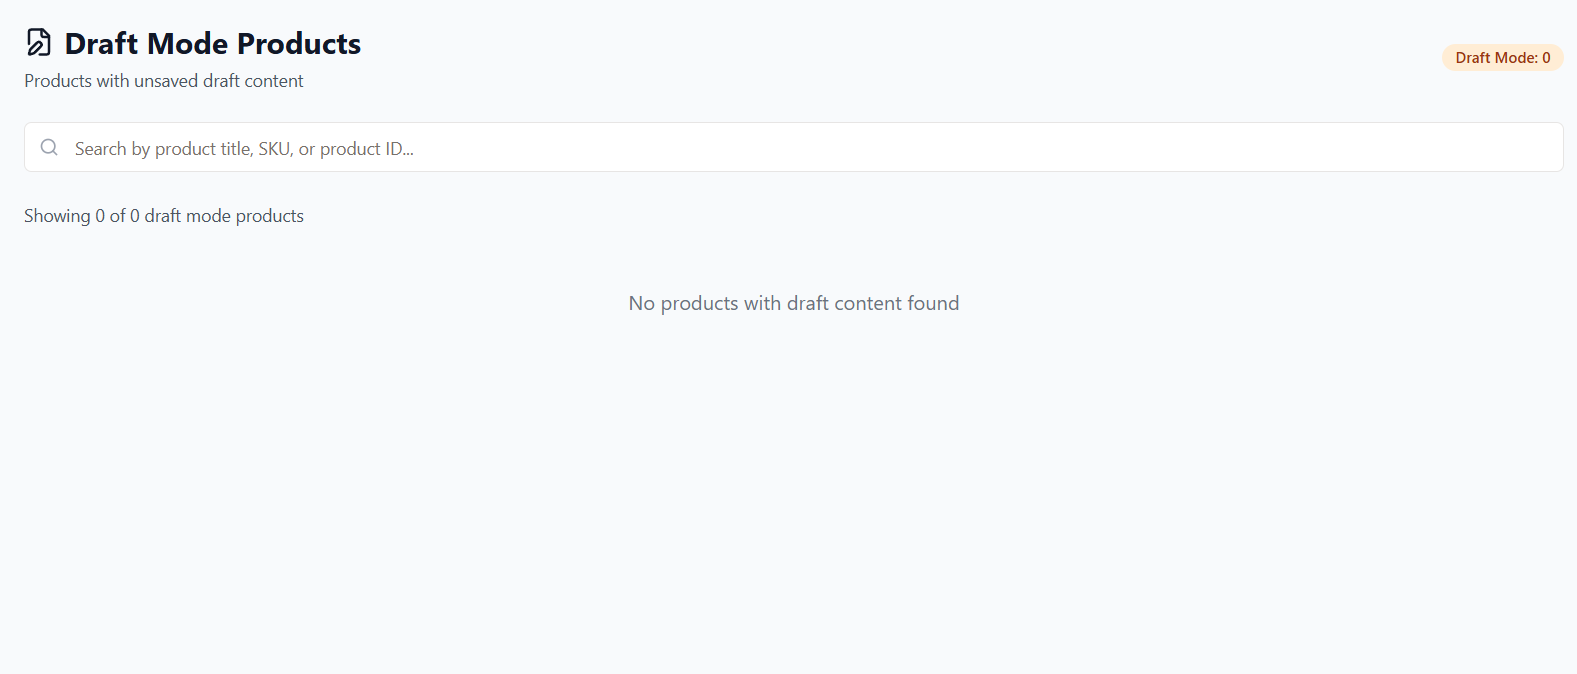 Draft Mode Products
Products with unsaved draft content
Draft Mode: 0
Search by product title, SKU, or product ID...
Showing 0 of 0 draft mode products
No products with draft content found